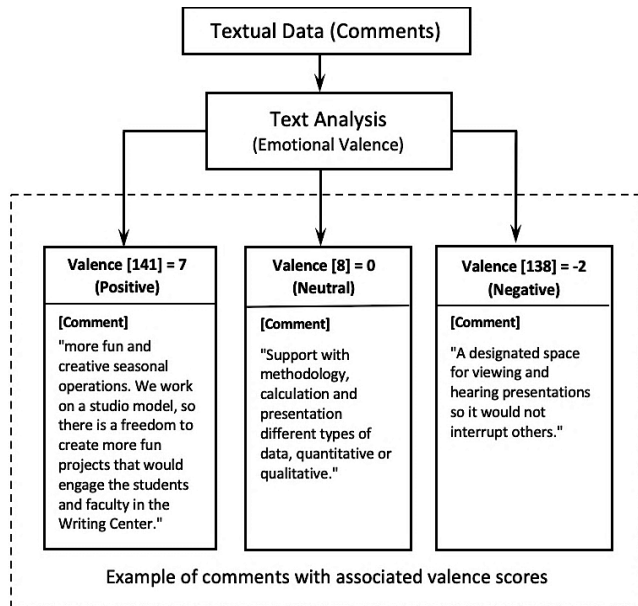 Textual Data (Comments)
Text Analysis
(Emotional Valence)
Valence [141] = 7
(Positive)
[Comment]
"more fun and
creative seasonal
operations. We work
on a studio model, so
there is a freedom to
create more fun
projects that would
engage the students
and faculty in the
Writing Center."
Valence [8] = 0
(Neutral)
[Comment]
"Support with
methodology,
calculation and
presentation
different types of
data, quantitative or
qualitative."
Valence [138] = -2
(Negative)
[Comment]
"A designated space
for viewing and
hearing presentations
so it would not
interrupt others."
Example of comments with associated valence scores